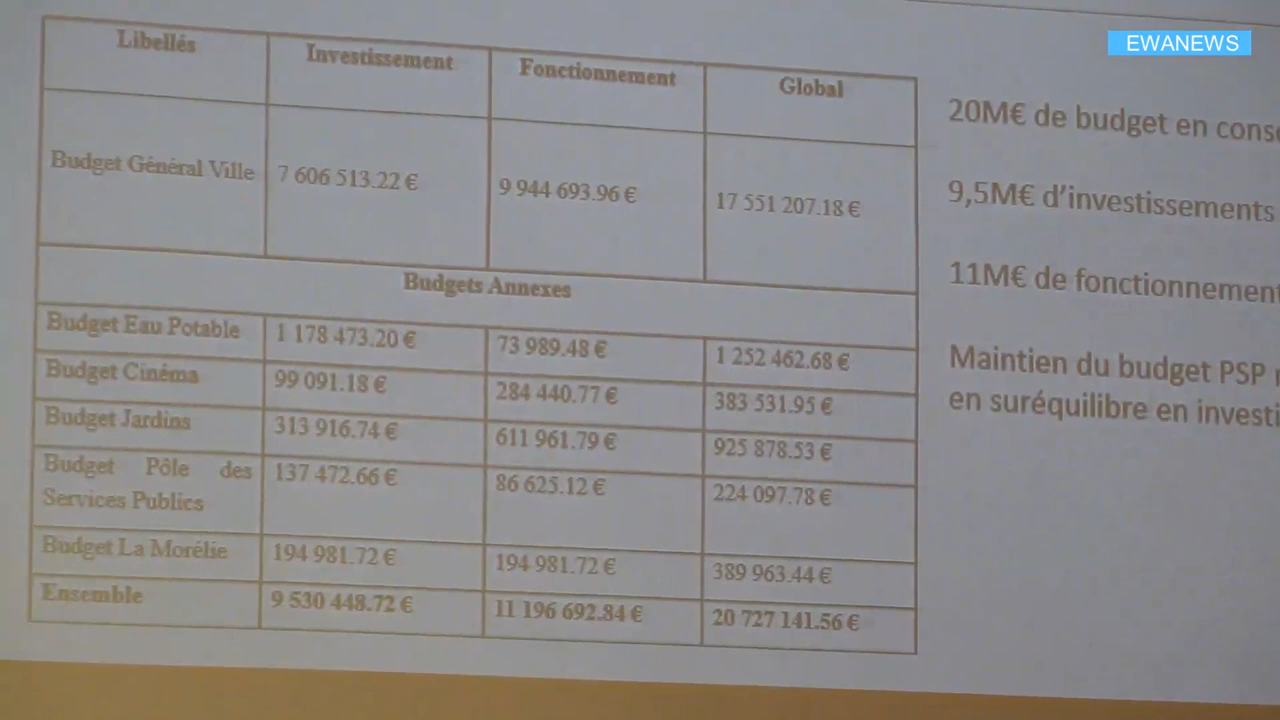 EWANEWS
Libellés Investissement Fonctionnement Global
Budget Général Ville 7 606 513.22 € 9 944 693.96 € 17 551 207.18 €
Budgets Annexes
Budget Eau Potable 1 178 473.20 € 73 989.48 € 1 252 462.68 €
Budget Cinéma 99 091.18 € 284 440.77 € 383 531.95 €
Budget Jardins 313 916.74 € 611 961.79 € 925 878.53 €
Budget Pôle des 137 472.66 € 86 625.12 € 224 097.78 €
Services Publics
Budget La Morélie 194 981.72 € 194 981.72 € 389 963.44 €
Ensemble 9 530 448.72 € 11 196 692.84 € 20 727 141.56 €
20M€ de budget en
9,5M€ d'investissements
11M€ de fonctionnement
Maintien du budget PSP
en suréquilibre en